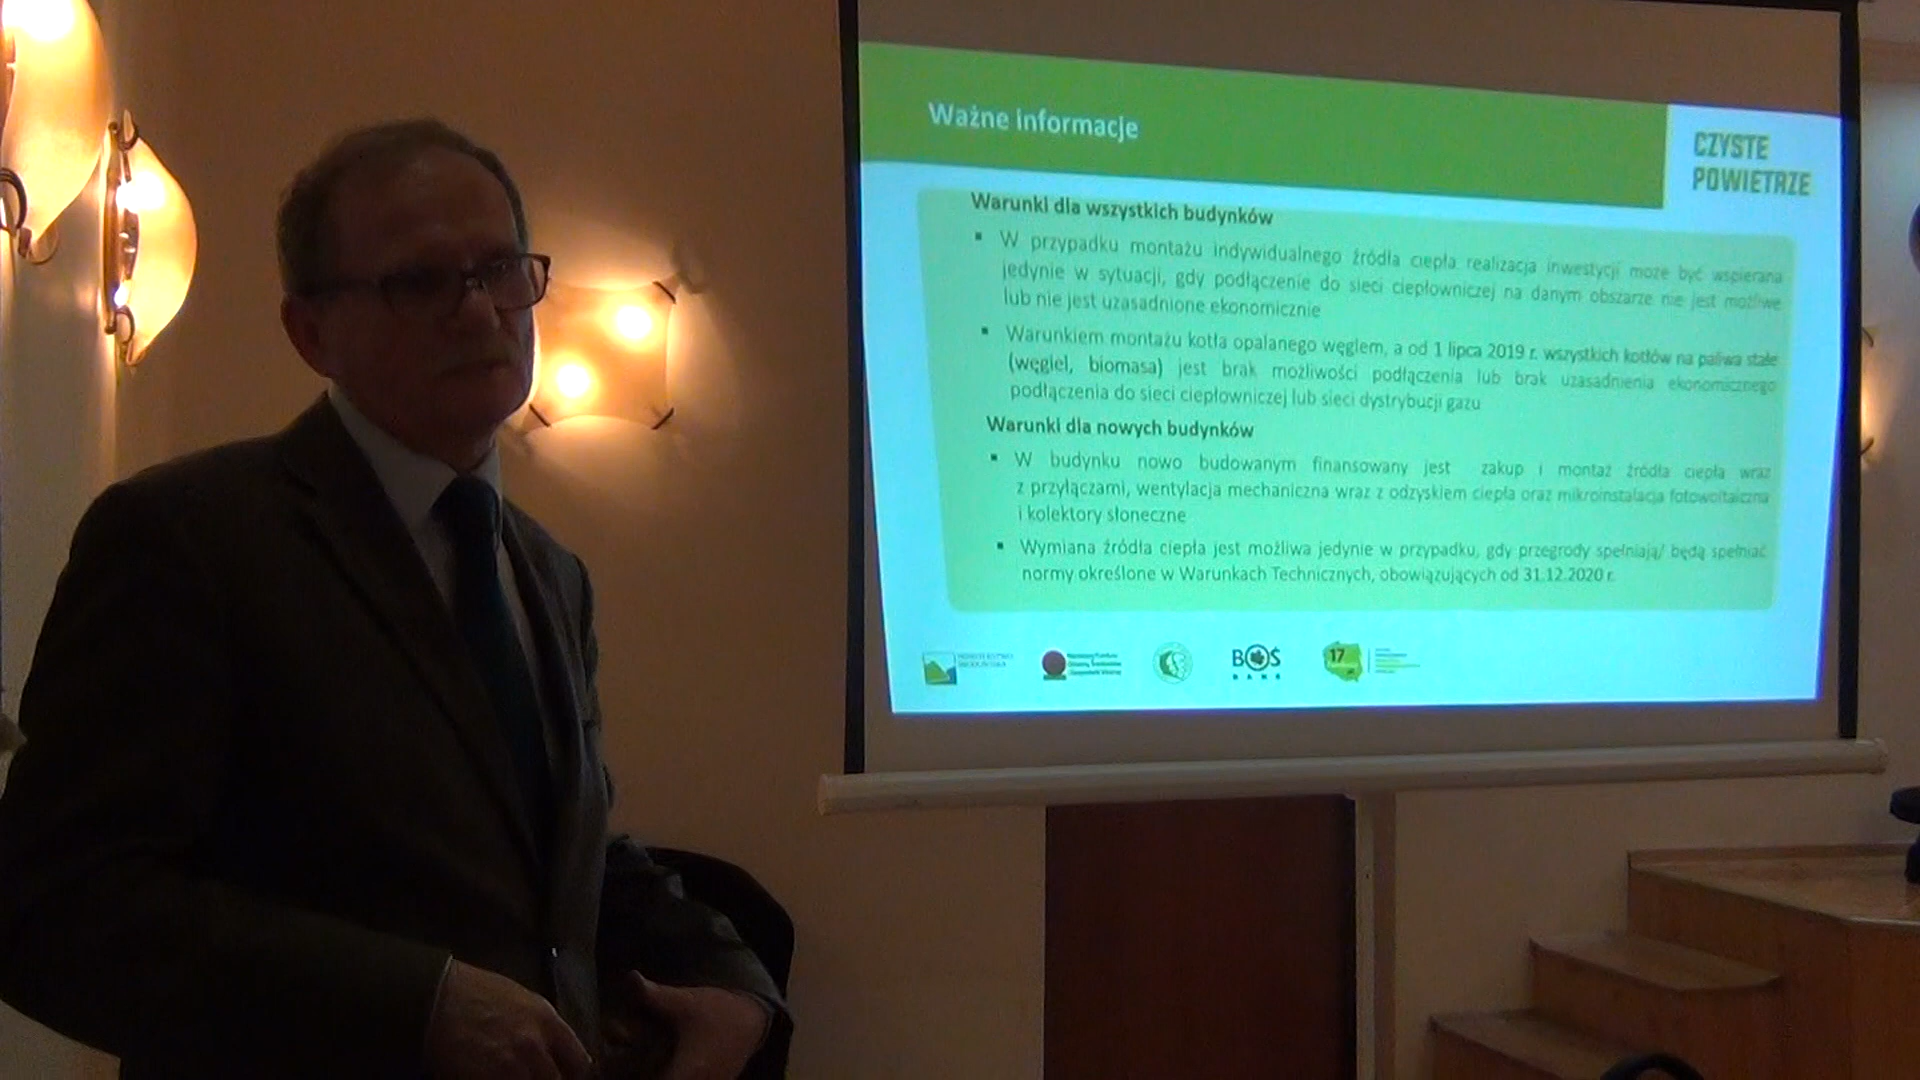 Ważne informacje
CZYSTE
POWIETRZE
Warunki dla wszystkich budynków
▪ W przypadku montażu indywidualnego źródła ciepła realizacja inwestycji może być wspierana
jedynie w sytuacji, gdy podłączenie do sieci ciepłowniczej na danym obszarze nie jest możliwe
lub nie jest uzasadnione ekonomicznie
▪ Warunkiem montażu kotła opalanego węglem, a od 1 lipca 2019 r. wszystkich kotłów na paliwa stałe
(węgiel, biomasa) jest brak możliwości podłączenia lub brak uzasadnienia ekonomicznego
podłączenia do sieci ciepłowniczej lub sieci dystrybucji gazu
Warunki dla nowych budynków
▪ W budynku nowo budowanym finansowany jest zakup i montaż źródła ciepła wraz
z przyłączami, wentylacja mechaniczna wraz z odzyskiem ciepła oraz mikroinstalacja fotowoltaiczna
i kolektory słoneczne
▪ Wymiana źródła ciepła jest możliwa jedynie w przypadku, gdy przegrody spełniają/ będą spełniać
normy określone w Warunkach Technicznych, obowiązujących od 31.12.2020 r.
BOŚ
BANK
17